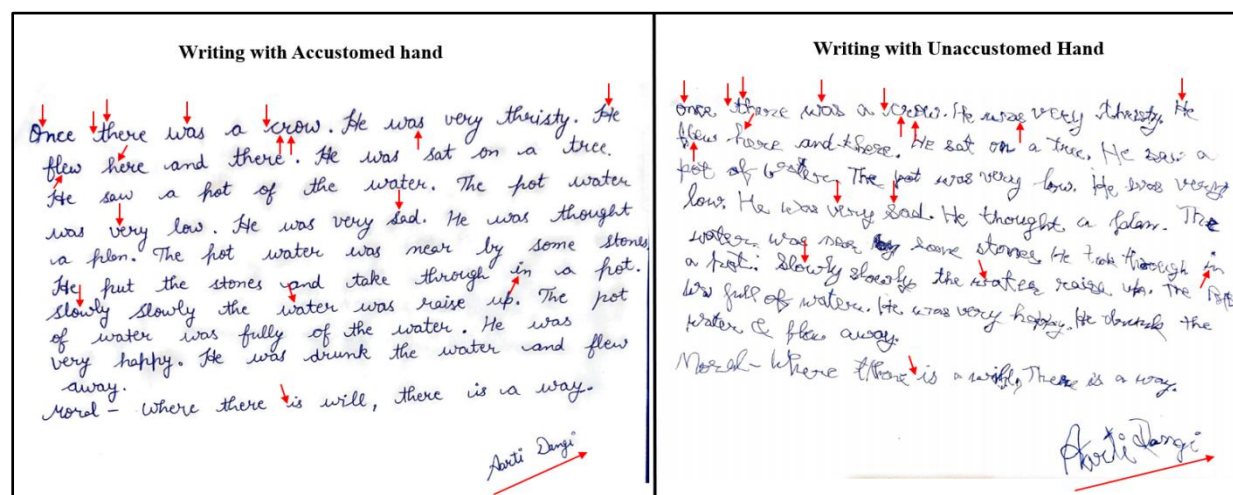 Writing with Accustomed hand
Once there was a crow. He was very thristy. He
flew here and there. He was sat on a tree.
He saw a pot of the water. The pot water
was very low. He was very sad. He was thought
a plen. The pot water was near by some stones
He put the stones and take through in a pot.
slowly slowly the water was raise up. The pot
of water was fully of the water. He was
very happy. He was drunk the water and flew
away.
Moral - Where there is will, there is a way.
Aarti Dangi
Writing with Unaccustomed Hand
once there was a crow. He was very thristy. He
flew here and there. He sat on a tree. He saw a
pot of water. The pot was very low. He was very
low. He was very sad. He thought a plan. The
water was near by some stones He took through in
a pot. Slowly slowly the water raise up. The
full of water. He was very happy. He drunk the
water & flew away.
Moral - Where there is a will, There is a way.
Aarti Dangi